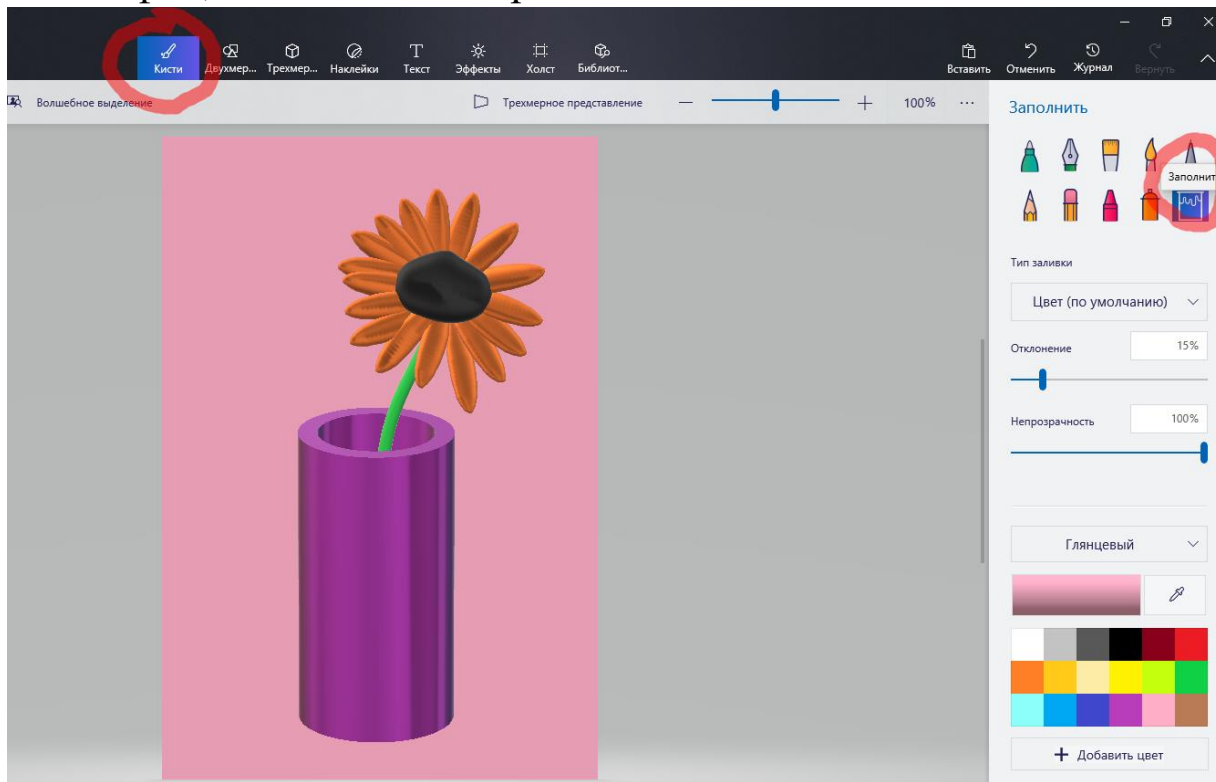 Кисти Двухмер... Трехмер... Наклейки Текст Эффекты Холст Библиот... Вставить Отменить Журнал Вернуть
Волшебное выделение Трехмерное представление 100% ...
Заполнить
Заполнит
Тип заливки
Цвет (по умолчанию)
Отклонение 15%
Непрозрачность 100%
Глянцевый
+ Добавить цвет